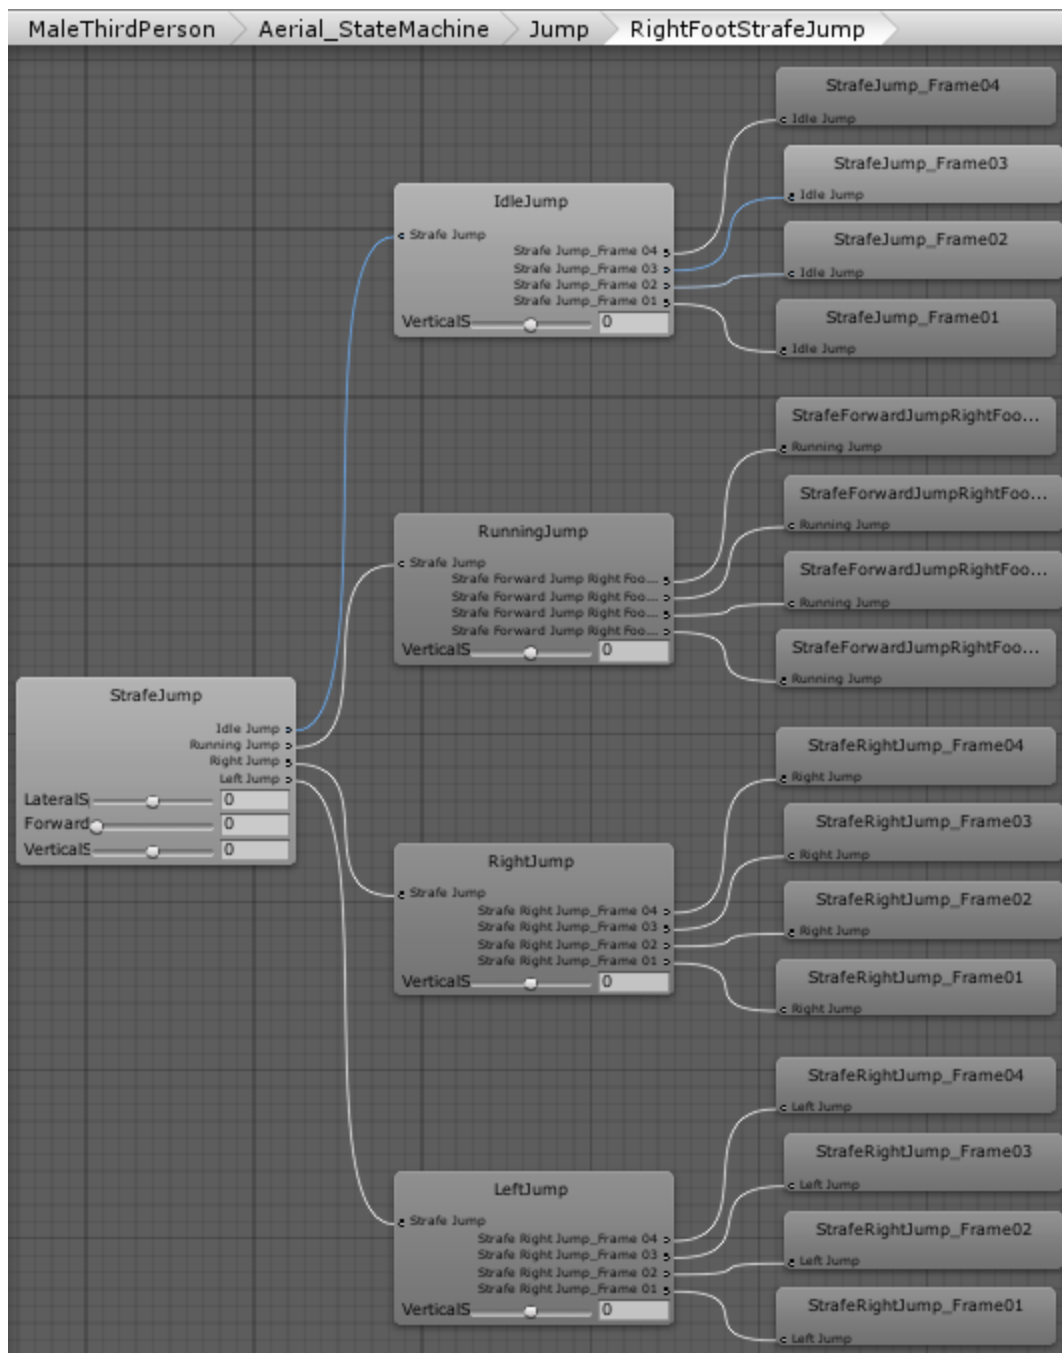 MaleThirdPerson Aerial_StateMachine Jump RightFootStrafeJump
StrafeJump
Idle Jump
Running Jump
Right Jump
Left Jump
LateralS 0
Forward 0
VerticalS 0
IdleJump
Strafe Jump
Strafe Jump_Frame 04
Strafe Jump_Frame 03
Strafe Jump_Frame 02
Strafe Jump_Frame 01
VerticalS 0
StrafeJump_Frame04
Idle Jump
StrafeJump_Frame03
Idle Jump
StrafeJump_Frame02
Idle Jump
StrafeJump_Frame01
Idle Jump
RunningJump
Strafe Jump
Strafe Forward Jump Right Foo...
Strafe Forward Jump Right Foo...
Strafe Forward Jump Right Foo...
Strafe Forward Jump Right Foo...
VerticalS 0
StrafeForwardJumpRightFoo...
Running Jump
StrafeForwardJumpRightFoo...
Running Jump
StrafeForwardJumpRightFoo...
Running Jump
StrafeForwardJumpRightFoo...
Running Jump
RightJump
Strafe Jump
Strafe Right Jump_Frame 04
Strafe Right Jump_Frame 03
Strafe Right Jump_Frame 02
Strafe Right Jump_Frame 01
VerticalS 0
StrafeRightJump_Frame04
Right Jump
StrafeRightJump_Frame03
Right Jump
StrafeRightJump_Frame02
Right Jump
StrafeRightJump_Frame01
Right Jump
LeftJump
Strafe Jump
Strafe Right Jump_Frame 04
Strafe Right Jump_Frame 03
Strafe Right Jump_Frame 02
Strafe Right Jump_Frame 01
VerticalS 0
StrafeRightJump_Frame04
Left Jump
StrafeRightJump_Frame03
Left Jump
StrafeRightJump_Frame02
Left Jump
StrafeRightJump_Frame01
Left Jump